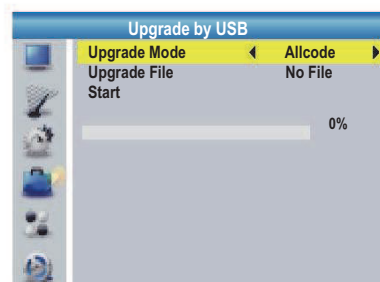 Upgrade by USB
Upgrade Mode Allcode
Upgrade File No File
Start
0%